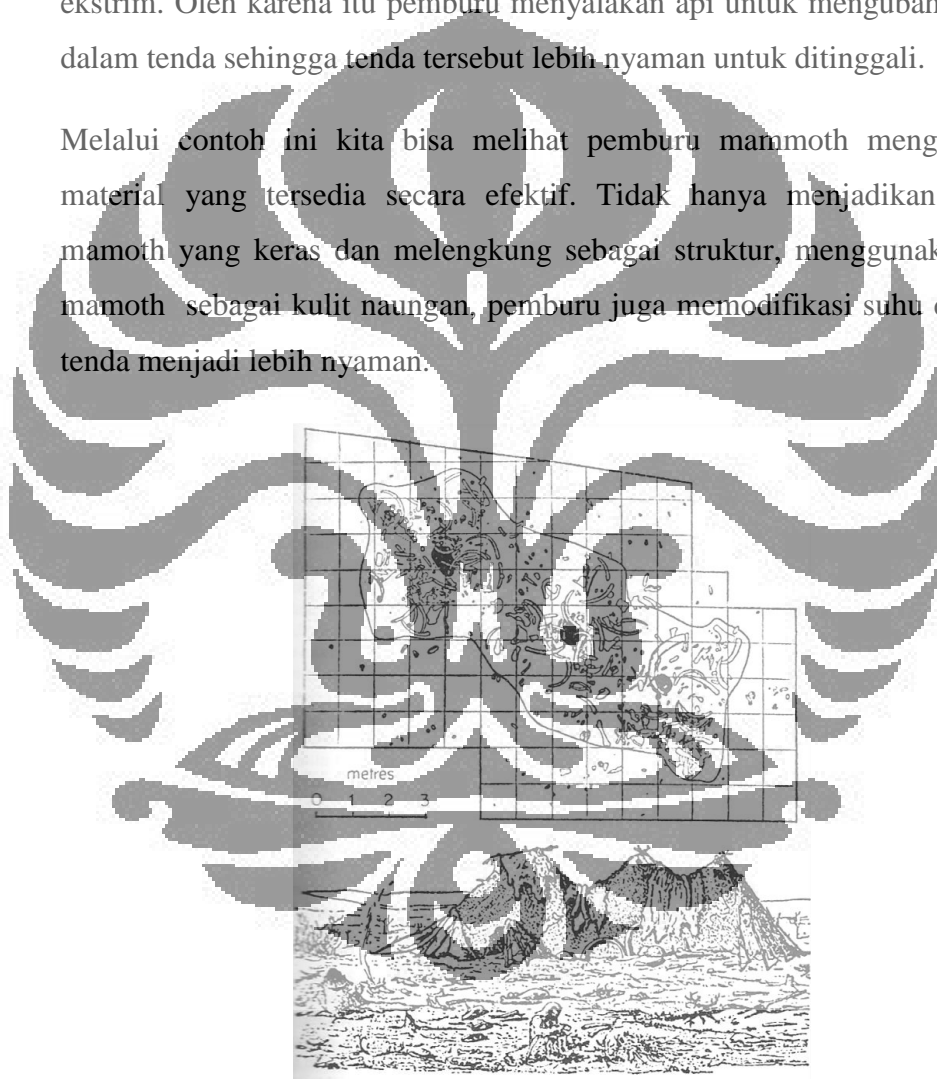 ekstrim. Oleh karena itu pemburu menyalakan api untuk mengubah
dalam tenda sehingga tenda tersebut lebih nyaman untuk ditinggali.
Melalui contoh ini kita bisa melihat pemburu mammoth meng
material yang tersedia secara efektif. Tidak hanya menjadikan
mamoth yang keras dan melengkung sebagai struktur, menggunak
mamoth sebagai kulit naungan, pemburu juga memodifikasi suhu
tenda menjadi lebih nyaman.
metres
0 1 2 3